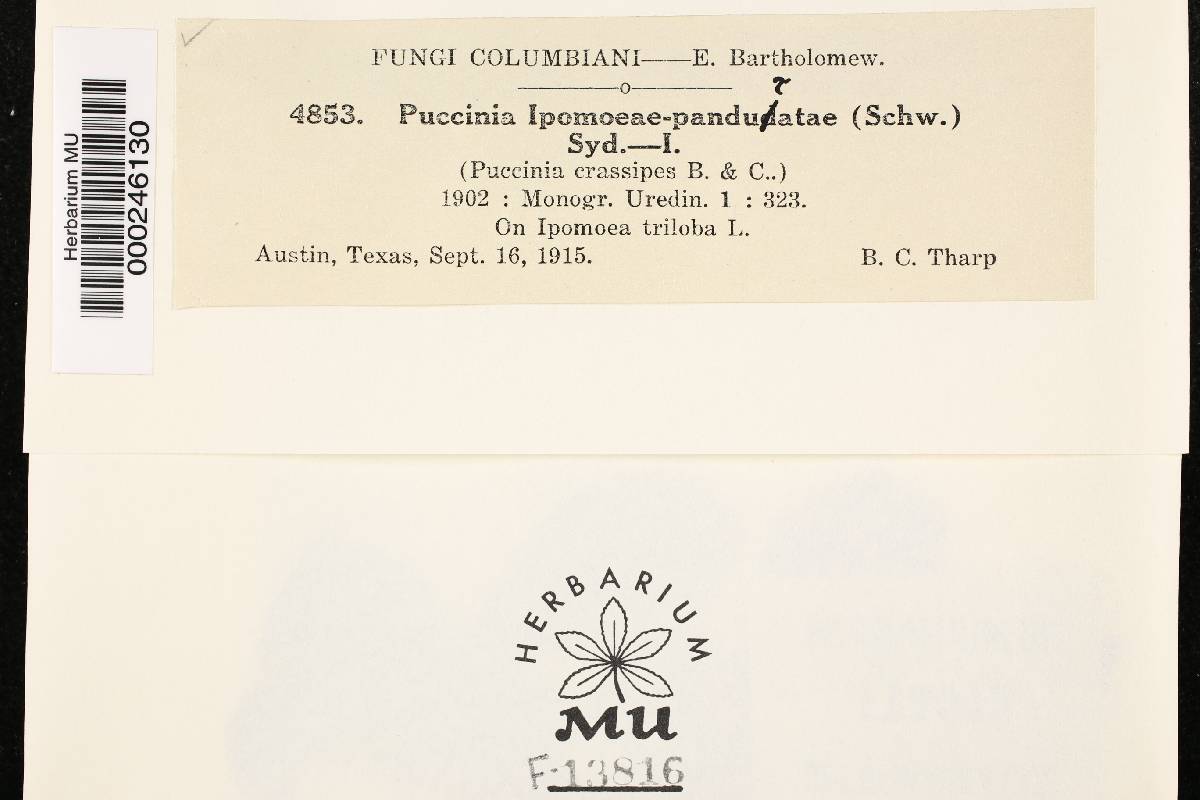 FUNGI COLUMBIANI——E. Bartholomew.
———o———
r
4853. Puccinia Ipomoeae-pandulatae (Schw.)
Syd.—I.
(Puccinia crassipes B. & C..)
1902 : Monogr. Uredin. 1 : 323.
On Ipomoea triloba L.
Austin, Texas, Sept. 16, 1915. B. C. Tharp
Herbarium MU
000246130
HERBARIUM
MU
F-13816